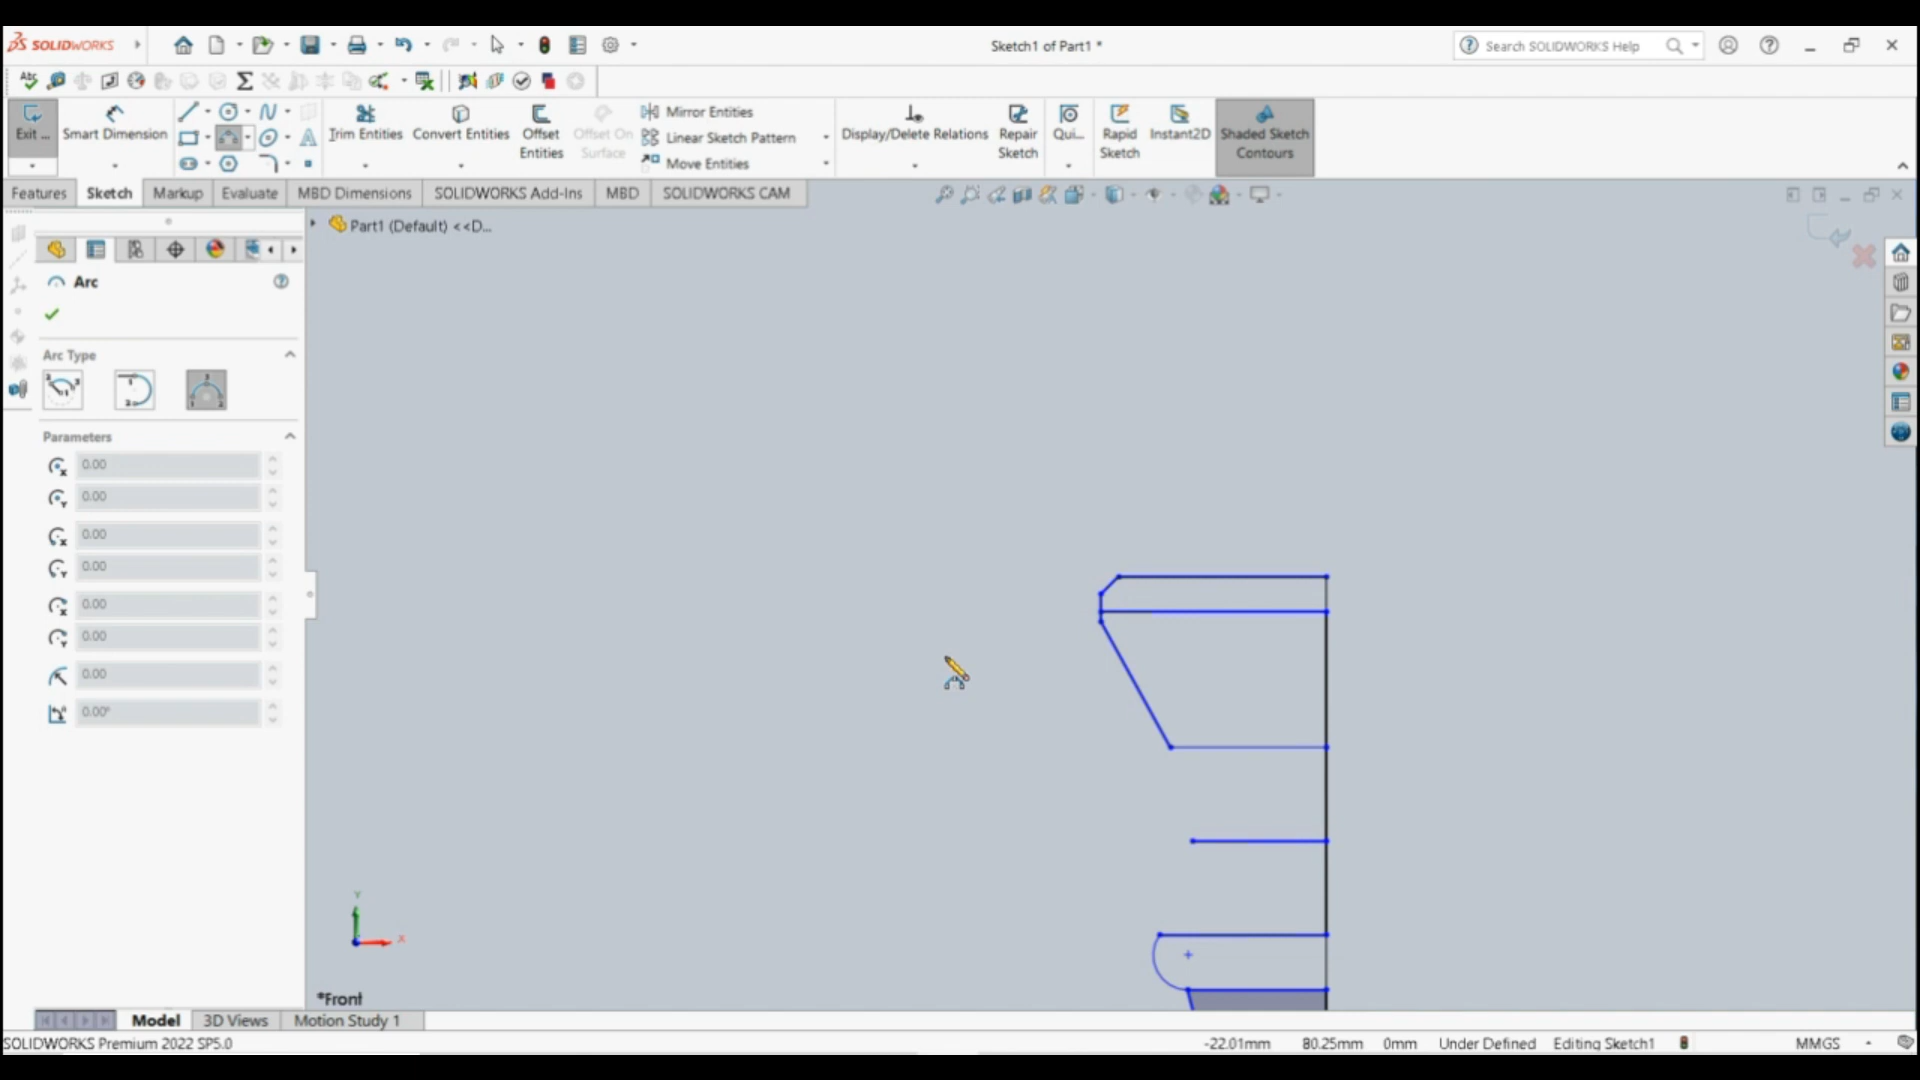 SOLIDWORKS
Sketch1 of Part1 *
Search SOLIDWORKS Help
Exit ...
Smart Dimension
Trim Entities
Convert Entities
Offset Entities
Offset On Surface
Mirror Entities
Linear Sketch Pattern
Move Entities
Display/Delete Relations
Repair Sketch
Qui...
Rapid Sketch
Instant2D
Shaded Sketch Contours
Features
Sketch
Markup
Evaluate
MBD Dimensions
SOLIDWORKS Add-Ins
MBD
SOLIDWORKS CAM
Part1 (Default) <<D...
Arc
Arc Type
Parameters
0.00
0.00
0.00
0.00
0.00
0.00
0.00
0.00°
Y
X
*Front
Model
3D Views
Motion Study 1
SOLIDWORKS Premium 2022 SP5.0
-22.01mm
80.25mm
0mm
Under Defined
Editing Sketch1
MMGS